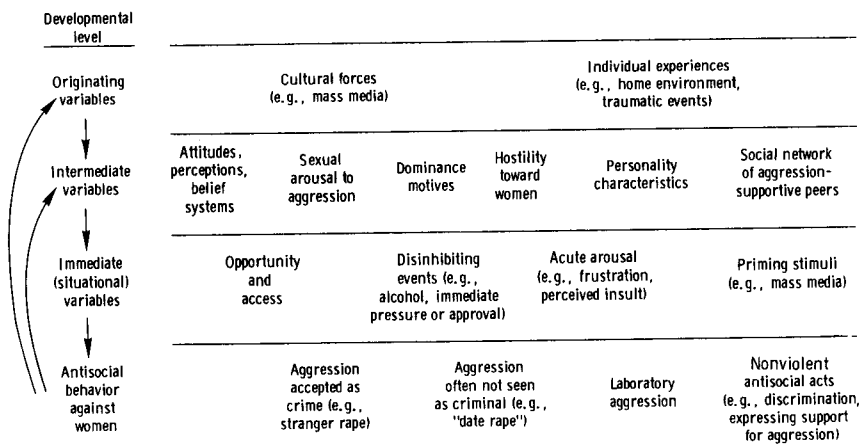 Developmental
level
Originating
variables
Cultural forces
(e.g., mass media)
Individual experiences
(e.g., home environment,
traumatic events)
Intermediate
variables
Attitudes,
perceptions,
belief
systems
Sexual
arousal to
aggression
Dominance
motives
Hostility
toward
women
Personality
characteristics
Social network
of aggression-
supportive peers
Immediate
(situational)
variables
Opportunity
and
access
Disinhibiting
events (e.g.,
alcohol, immediate
pressure or approval)
Acute arousal
(e.g., frustration,
perceived insult)
Priming stimuli
(e.g., mass media)
Antisocial
behavior
against
women
Aggression
accepted as
crime (e.g.,
stranger rape)
Aggression
often not seen
as criminal (e.g.,
"date rape")
Laboratory
aggression
Nonviolent
antisocial acts
(e.g., discrimination,
expressing support
for aggression)